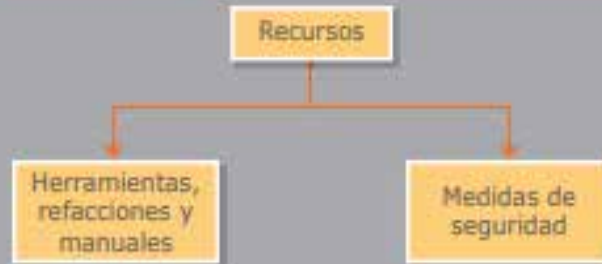 Recursos
Herramientas,
refacciones y
manuales
Medidas de
seguridad